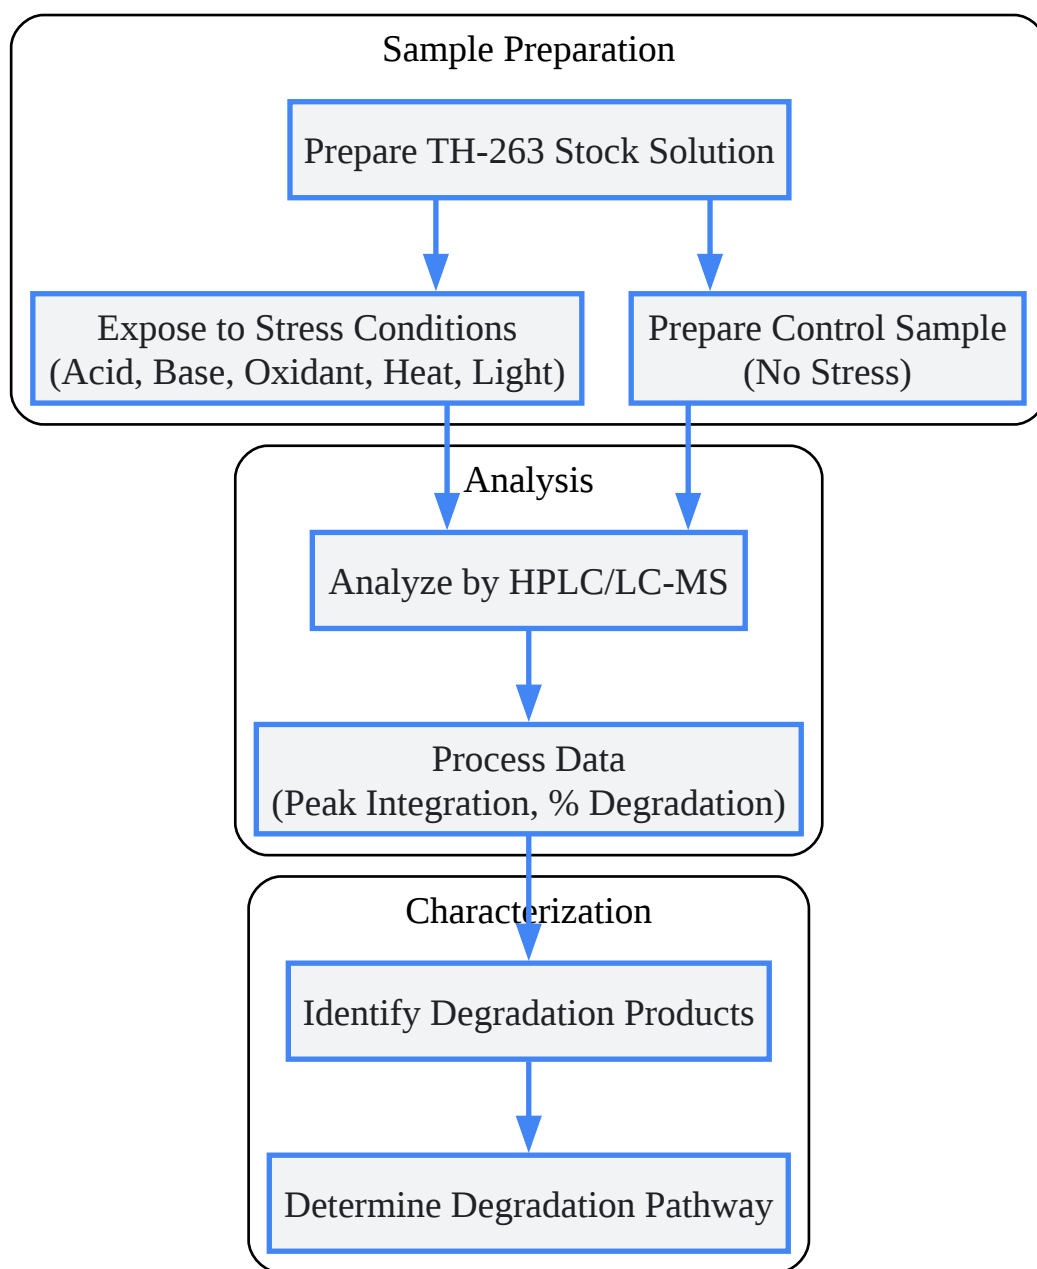 Sample Preparation
Prepare TH-263 Stock Solution
Expose to Stress Conditions
(Acid, Base, Oxidant, Heat, Light)
Prepare Control Sample
(No Stress)
Analysis
Analyze by HPLC/LC-MS
Process Data
(Peak Integration, % Degradation)
Characterization
Identify Degradation Products
Determine Degradation Pathway